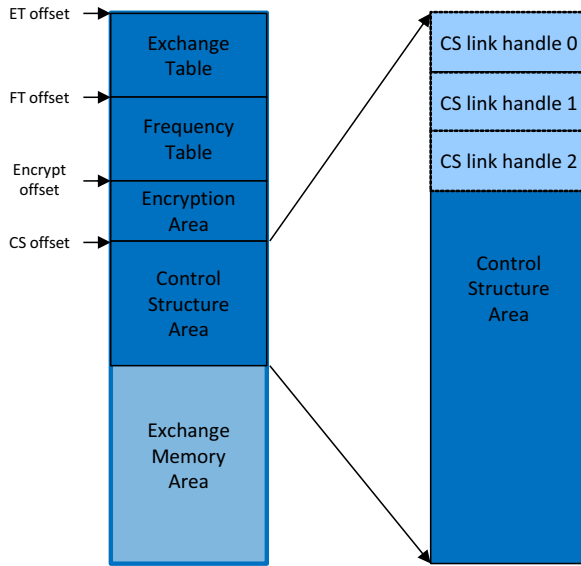 ET offset
Exchange
Table
FT offset
Frequency
Table
Encrypt
offset
Encryption
Area
CS offset
Control
Structure
Area
Exchange
Memory
Area
CS link handle 0
CS link handle 1
CS link handle 2
Control
Structure
Area